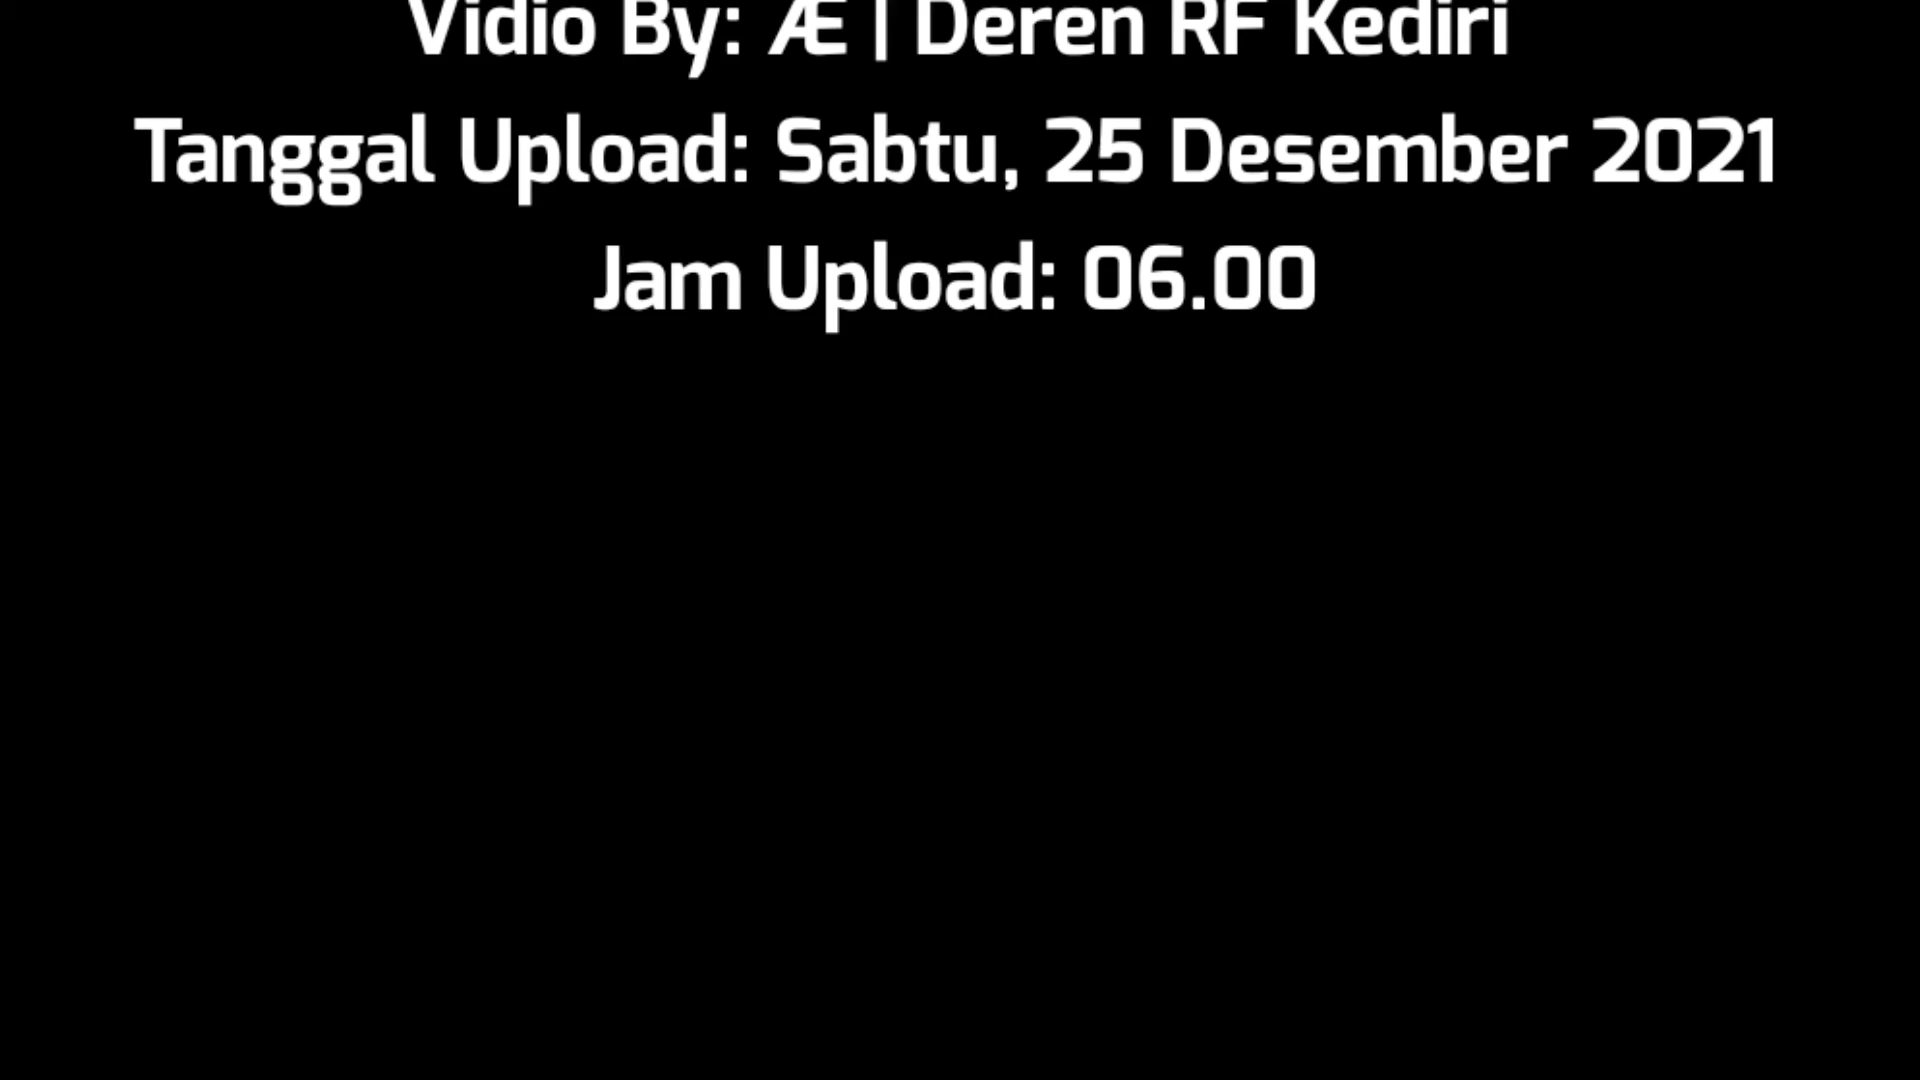 Vidio By: Æ | Deren RF Kediri
Tanggal Upload: Sabtu, 25 Desember 2021
Jam Upload: 06.00